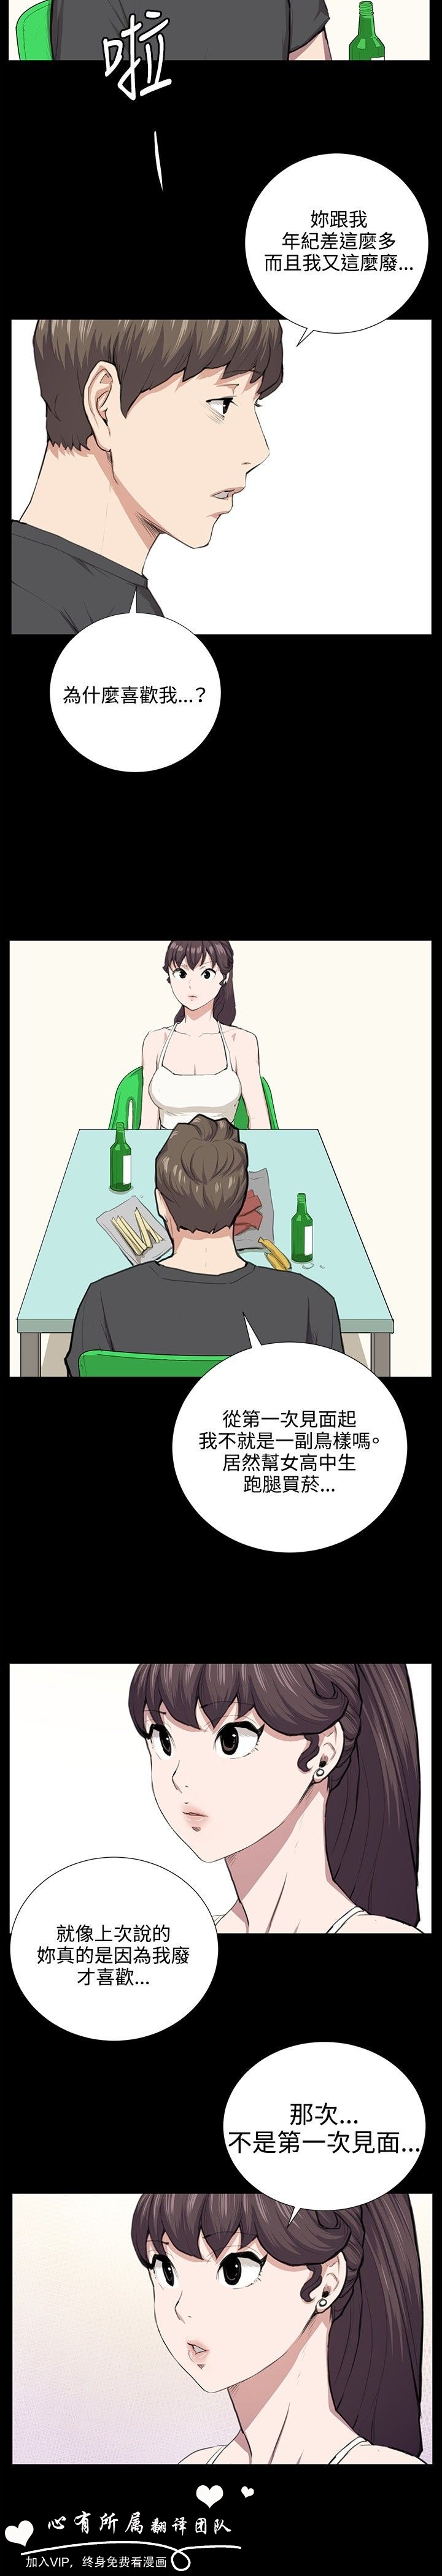 啦
妳跟我
年紀差這麼多
而且我又這麼廢...
為什麼喜歡我...?
從第一次見面起
我不就是一副鳥樣嗎。
居然幫女高中生
跑腿買菸...
就像上次說的
妳真的是因為我廢
才喜歡...
那次...
不是第一次見面...
心有所属翻译团队
加入VIP，终身免费看漫画